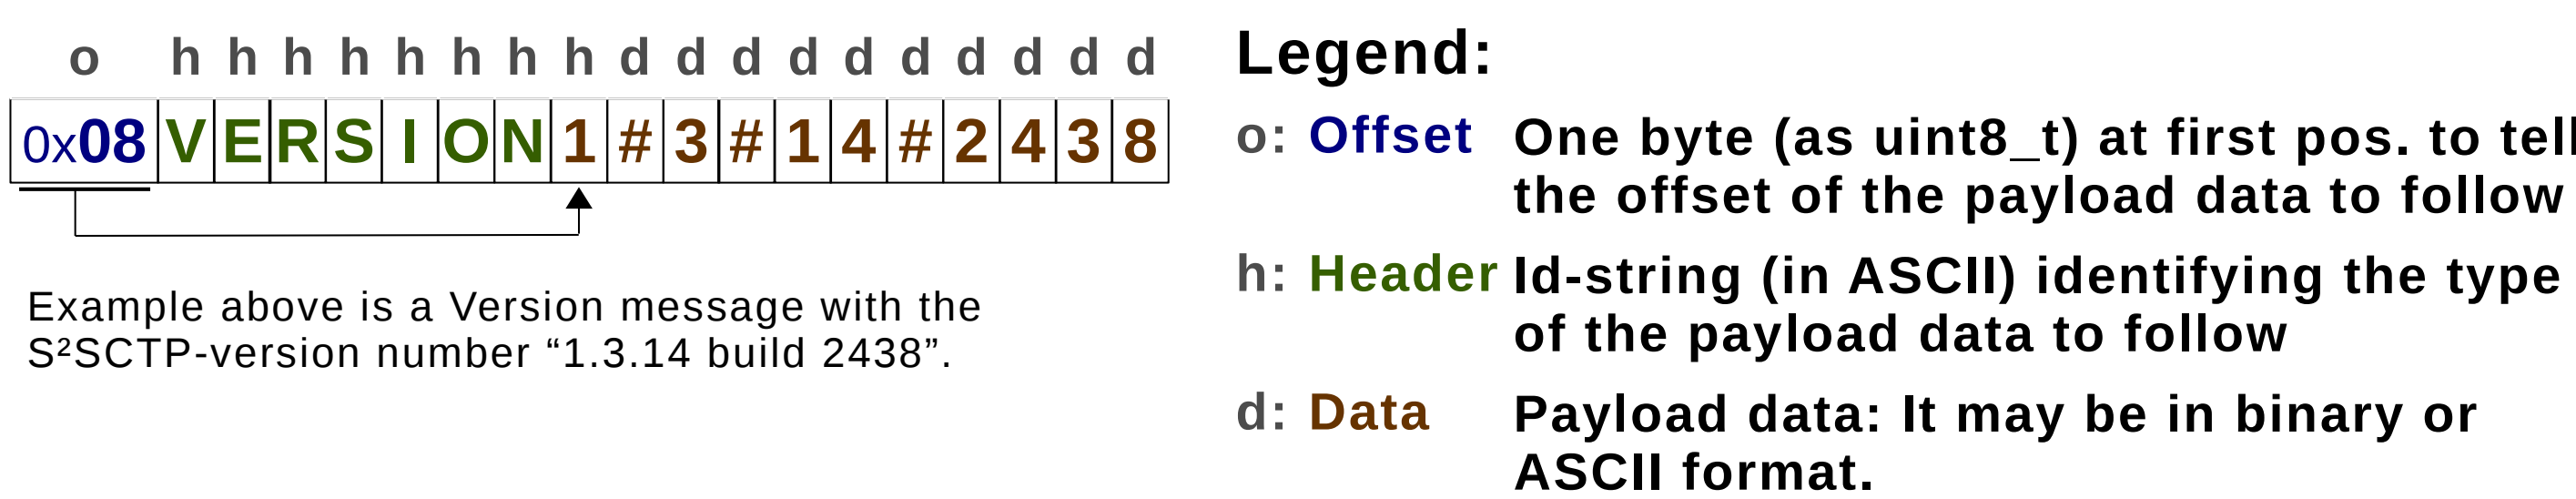 o h h h h h h h h d d d d d d d d d d
0x08 V E R S I O N 1 # 3 # 1 4 # 2 4 3 8
Example above is a Version message with the
S²SCTP-version number “1.3.14 build 2438”.
Legend:
o: Offset One byte (as uint8_t) at first pos. to tell
the offset of the payload data to follow
h: Header Id-string (in ASCII) identifying the type
of the payload data to follow
d: Data Payload data: It may be in binary or
ASCII format.